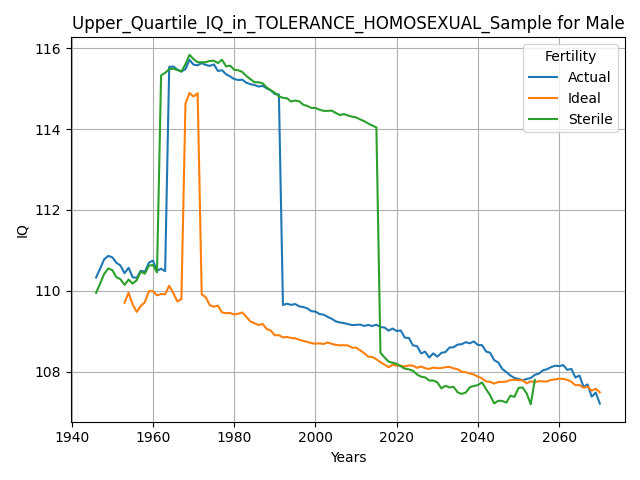 Upper_Quartile_IQ_in_TOLERANCE_HOMOSEXUAL_Sample for Male
116
114
112
110
108
IQ
Fertility
Actual
Ideal
Sterile
1940 1960 1980 2000 2020 2040 2060
Years